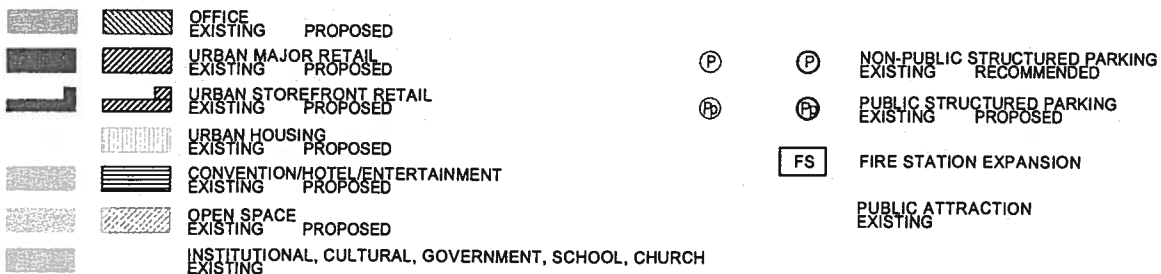 OFFICE
EXISTING PROPOSED
URBAN MAJOR RETAIL
EXISTING PROPOSED
URBAN STOREFRONT RETAIL
EXISTING PROPOSED
URBAN HOUSING
EXISTING PROPOSED
CONVENTION/HOTEL/ENTERTAINMENT
EXISTING PROPOSED
OPEN SPACE
EXISTING PROPOSED
INSTITUTIONAL, CULTURAL, GOVERNMENT, SCHOOL, CHURCH
EXISTING
P P NON-PUBLIC STRUCTURED PARKING
EXISTING RECOMMENDED
Pp Pp PUBLIC STRUCTURED PARKING
EXISTING PROPOSED
FS FIRE STATION EXPANSION
PUBLIC ATTRACTION
EXISTING